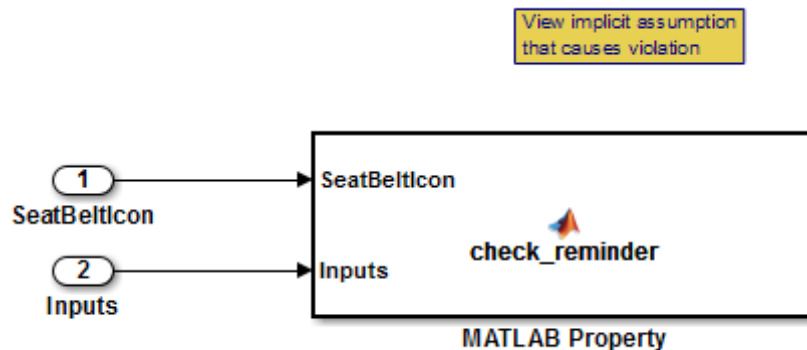 View implicit assumption
that causes violation
1
SeatBeltIcon
SeatBeltIcon
check_reminder
2
Inputs
Inputs
MATLAB Property